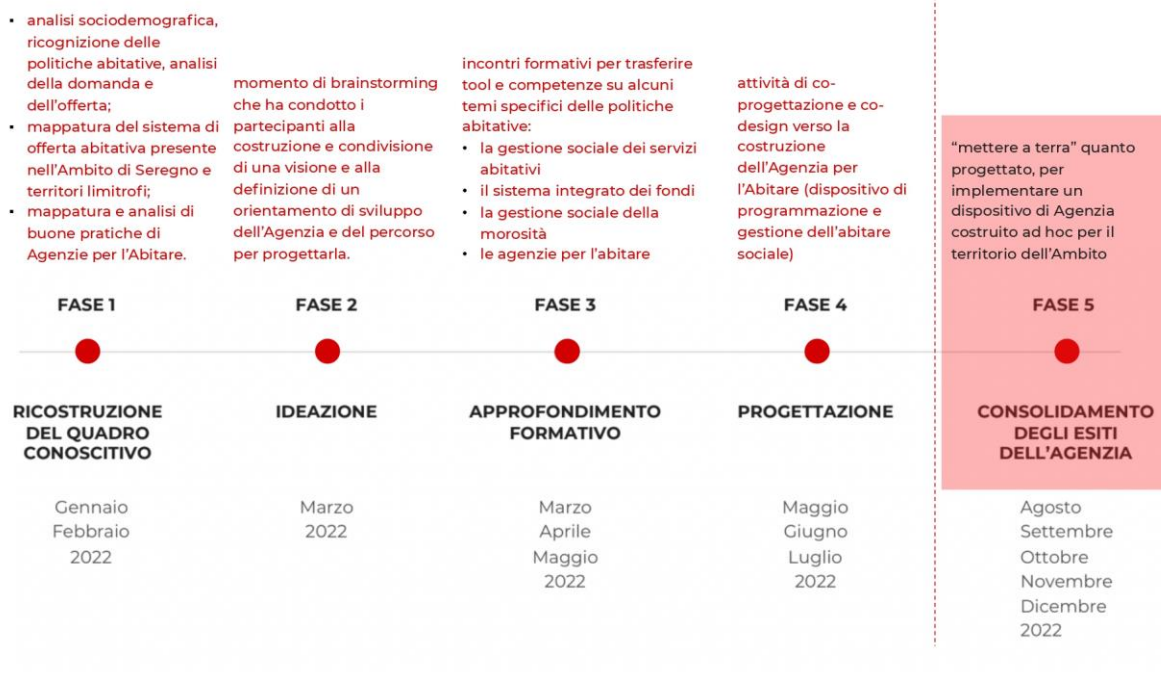 ▪ analisi sociodemografica,
ricognizione delle
politiche abitative, analisi
della domanda e
dell'offerta;
▪ mappatura del sistema di
offerta abitativa presente
nell'Ambito di Seregno e
territori limitrofi;
▪ mappatura e analisi di
buone pratiche di
Agenzie per l'Abitare.
FASE 1
RICOSTRUZIONE
DEL QUADRO
CONOSCITIVO
Gennaio
Febbraio
2022
momento di brainstorming
che ha condotto i
partecipanti alla
costruzione e condivisione
di una visione e alla
definizione di un
orientamento di sviluppo
dell'Agenzia e del percorso
per progettarla.
FASE 2
IDEAZIONE
Marzo
2022
incontri formativi per trasferire
tool e competenze su alcuni
temi specifici delle politiche
abitative:
• la gestione sociale dei servizi
abitativi
• il sistema integrato dei fondi
• la gestione sociale della
morosità
• le agenzie per l'abitare
FASE 3
APPROFONDIMENTO
FORMATIVO
Marzo
Aprile
Maggio
2022
attività di co-
progettazione e co-
design verso la
costruzione
dell'Agenzia per
l'Abitare (dispositivo di
programmazione e
gestione dell'abitare
sociale)
FASE 4
PROGETTAZIONE
Maggio
Giugno
Luglio
2022
“mettere a terra” quanto
progettato, per
implementare un
dispositivo di Agenzia
costruito ad hoc per il
territorio dell'Ambito
FASE 5
CONSOLIDAMENTO
DEGLI ESITI
DELL'AGENZIA
Agosto
Settembre
Ottobre
Novembre
Dicembre
2022